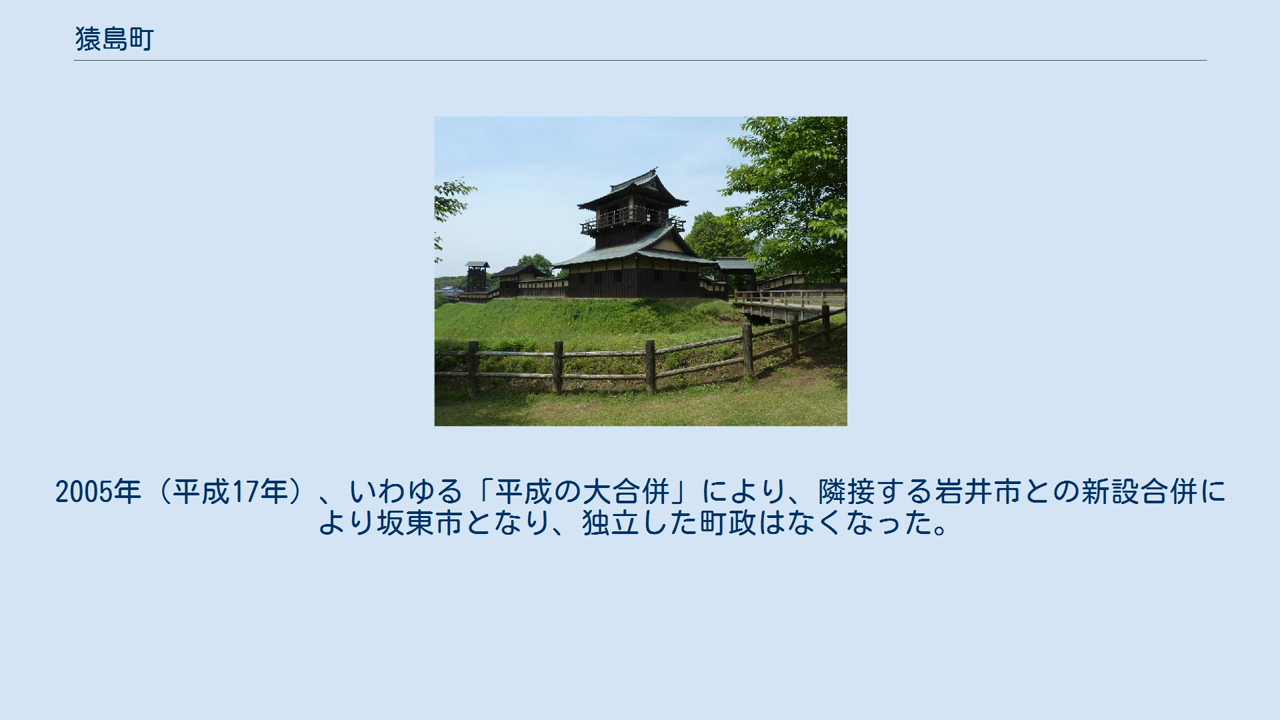 猿島町
2005年（平成17年）、いわゆる「平成の大合併」により、隣接する岩井市との新設合併に
より坂東市となり、独立した町政はなくなった。